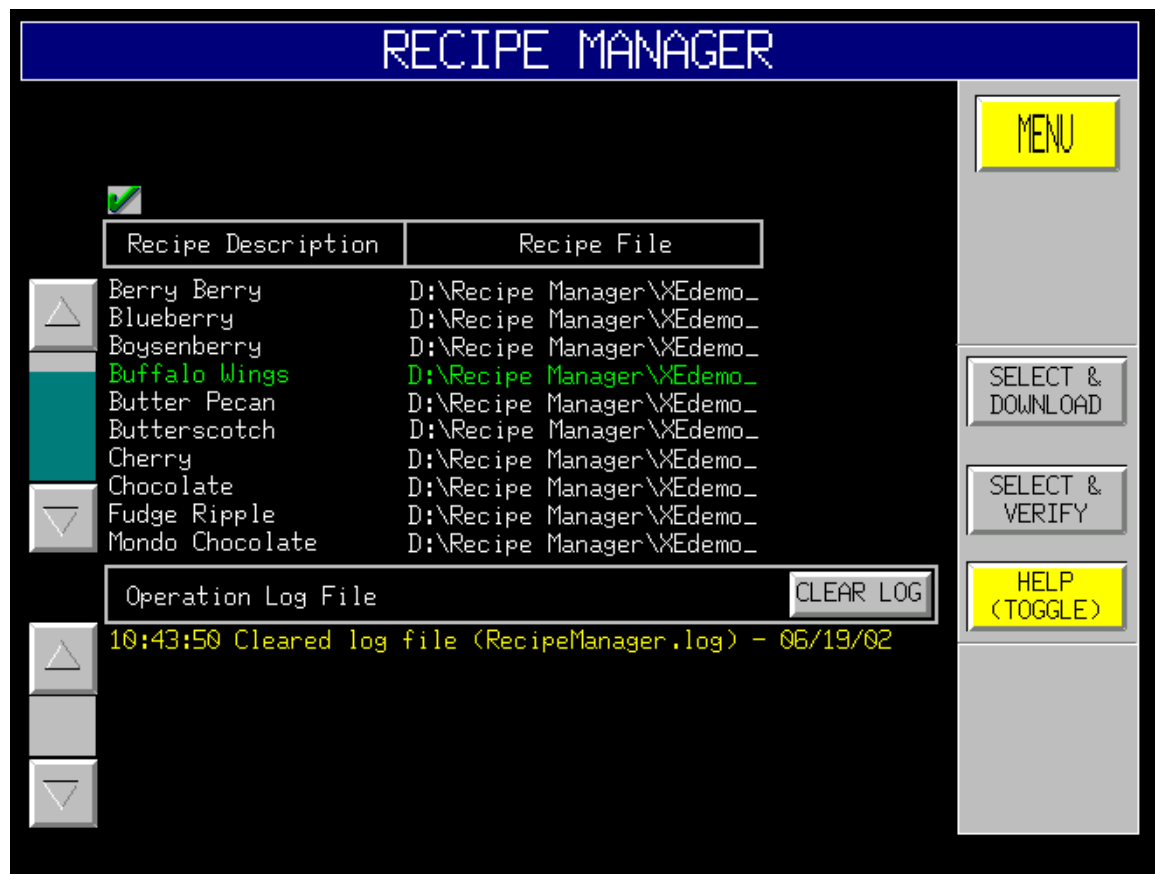 RECIPE MANAGER
MENU
Recipe Description Recipe File
Berry Berry D:\Recipe Manager\XEdemo_
Blueberry D:\Recipe Manager\XEdemo_
Boysenberry D:\Recipe Manager\XEdemo_
Buffalo Wings D:\Recipe Manager\XEdemo_
Butter Pecan D:\Recipe Manager\XEdemo_
Butterscotch D:\Recipe Manager\XEdemo_
Cherry D:\Recipe Manager\XEdemo_
Chocolate D:\Recipe Manager\XEdemo_
Fudge Ripple D:\Recipe Manager\XEdemo_
Mondo Chocolate D:\Recipe Manager\XEdemo_
SELECT &
DOWNLOAD
SELECT &
VERIFY
HELP
(TOGGLE)
Operation Log File CLEAR LOG
10:43:50 Cleared log file (RecipeManager.log) - 06/19/02